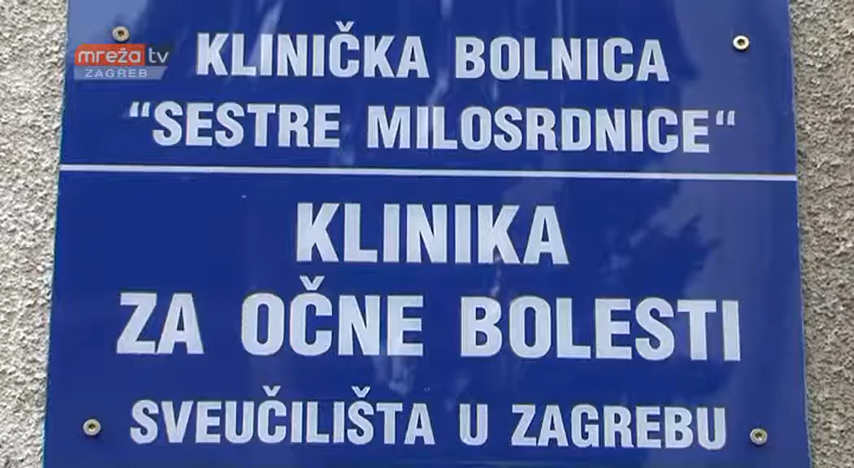 mreža tv
ZAGREB
KLINIČKA BOLNICA
“SESTRE MILOSRDNICE“
KLINIKA
ZA OČNE BOLESTI
SVEUČILIŠTA U ZAGREBU